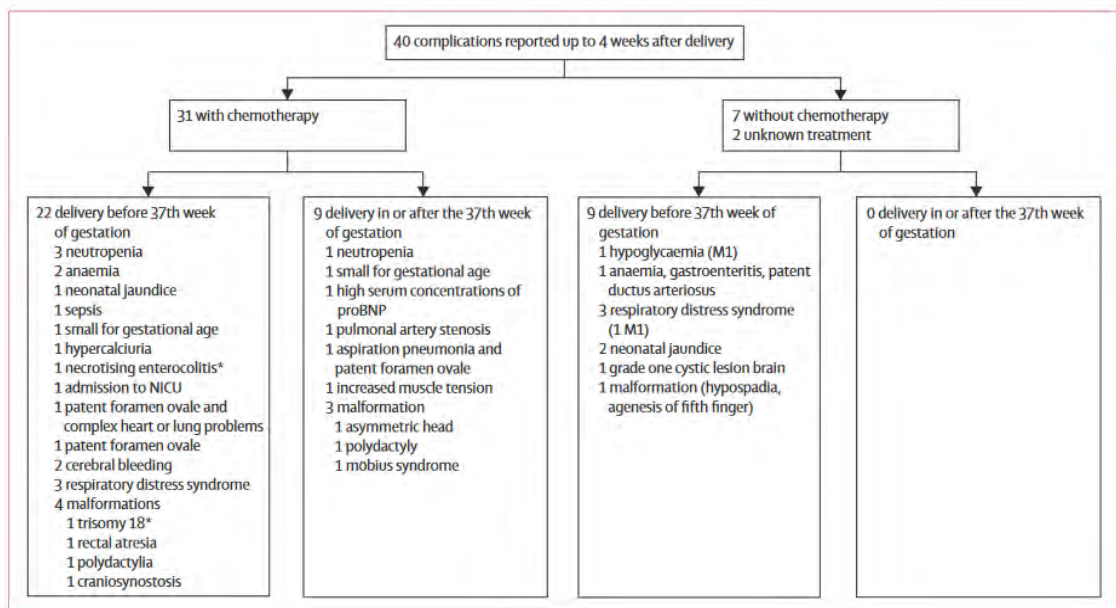 40 complications reported up to 4 weeks after delivery
31 with chemotherapy
7 without chemotherapy
2 unknown treatment
22 delivery before 37th week
of gestation
3 neutropenia
2 anaemia
1 neonatal jaundice
1 sepsis
1 small for gestational age
1 hypercalciuria
1 necrotising enterocolitis*
1 admission to NICU
1 patent foramen ovale and
complex heart or lung problems
1 patent foramen ovale
2 cerebral bleeding
3 respiratory distress syndrome
4 malformations
1 trisomy 18*
1 rectal atresia
1 polydactylia
1 craniosynostosis
9 delivery in or after the 37th week
of gestation
1 neutropenia
1 small for gestational age
1 high serum concentrations of
proBNP
1 pulmonal artery stenosis
1 aspiration pneumonia and
patent foramen ovale
1 increased muscle tension
3 malformation
1 asymmetric head
1 polydactyly
1 möbius syndrome
9 delivery before 37th week of
gestation
1 hypoglycaemia (M1)
1 anaemia, gastroenteritis, patent
ductus arteriosus
3 respiratory distress syndrome
(1 M1)
2 neonatal jaundice
1 grade one cystic lesion brain
1 malformation (hypospadia,
agenesis of fifth finger)
0 delivery in or after the 37th week
of gestation